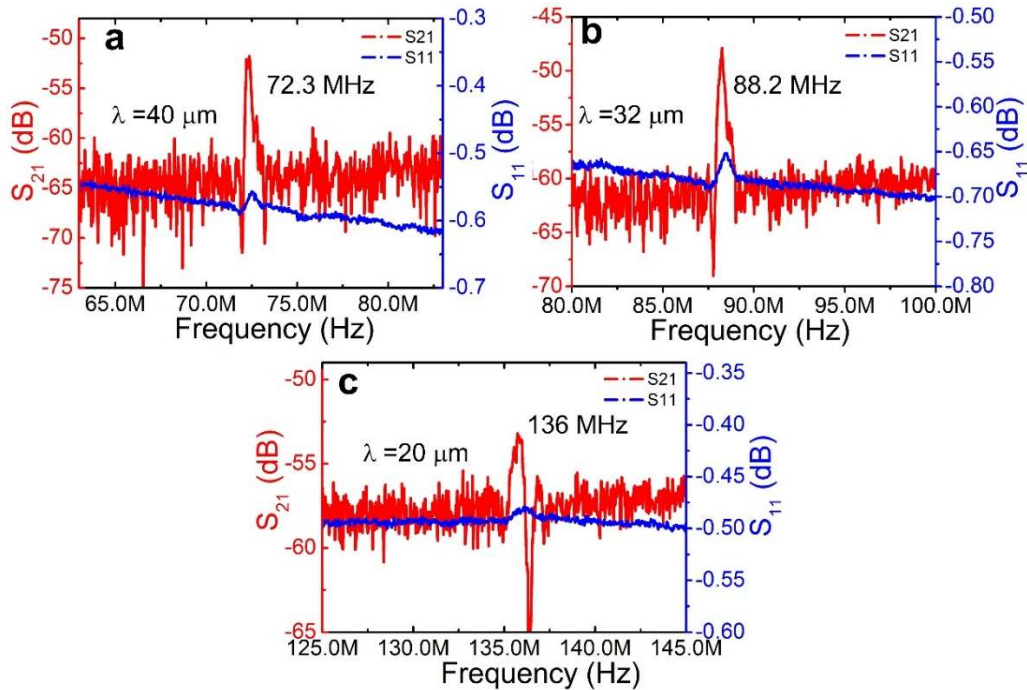 a
S21
S11
72.3 MHz
λ =40 μm
S21 (dB)
-50
-55
-60
-65
-70
-75
S11 (dB)
-0.3
-0.4
-0.5
-0.6
-0.7
65.0M 70.0M 75.0M 80.0M
Frequency (Hz)
b
S21
S11
88.2 MHz
λ =32 μm
S21 (dB)
-45
-50
-55
-60
-65
-70
S11 (dB)
-0.50
-0.55
-0.60
-0.65
-0.70
-0.75
-0.80
80.0M 85.0M 90.0M 95.0M 100.0M
Frequency (Hz)
c
S21
S11
136 MHz
λ =20 μm
S21 (dB)
-50
-55
-60
-65
S11 (dB)
-0.35
-0.40
-0.45
-0.50
-0.55
-0.60
125.0M 130.0M 135.0M 140.0M 145.0M
Frequency (Hz)